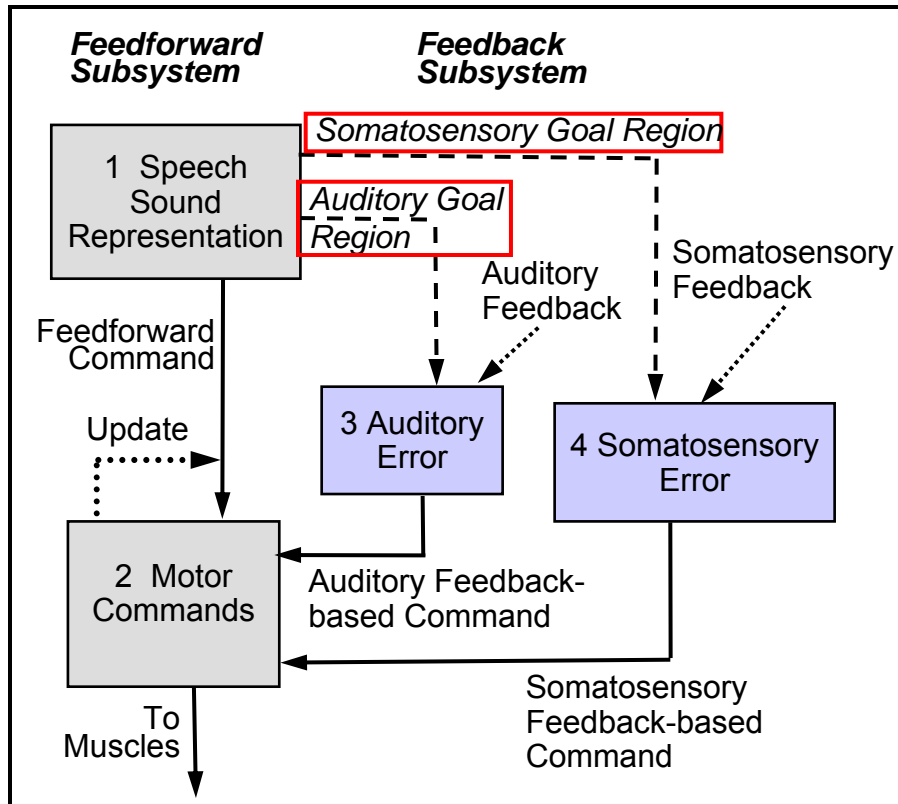 Feedforward
Subsystem
Feedback
Subsystem
Somatosensory Goal Region
1 Speech
Sound
Representation
Auditory Goal
Region
Auditory
Feedback
Somatosensory
Feedback
Feedforward
Command
Update
3 Auditory
Error
4 Somatosensory
Error
2 Motor
Commands
Auditory Feedback-
based Command
Somatosensory
Feedback-based
Command
To
Muscles